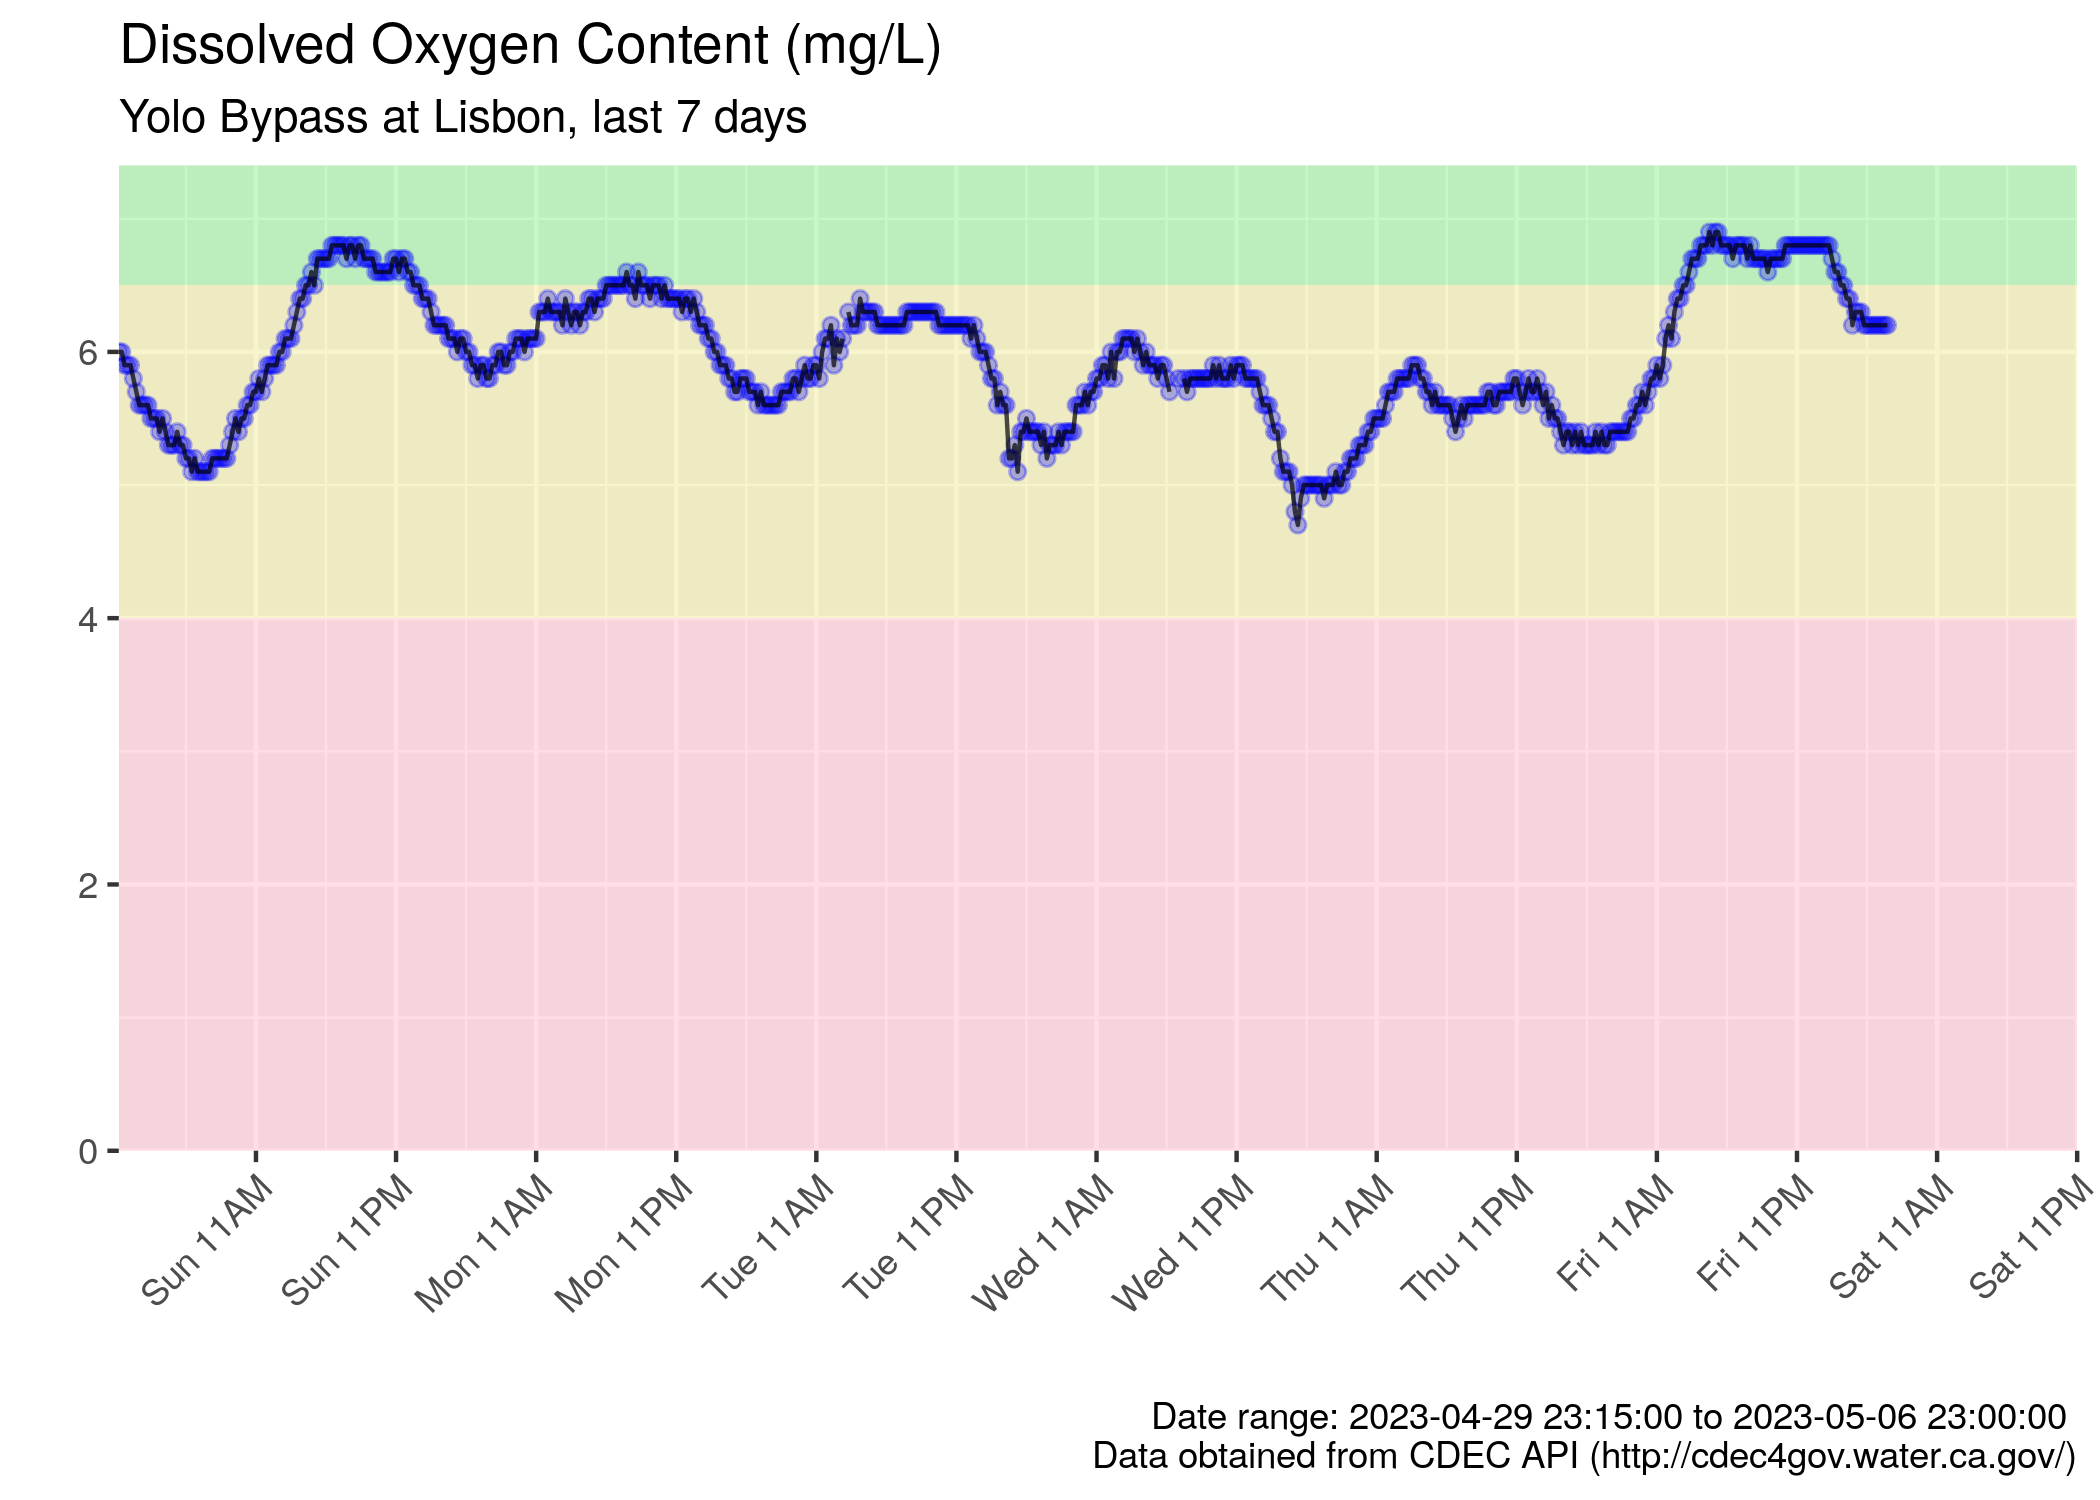 Dissolved Oxygen Content (mg/L)
Yolo Bypass at Lisbon, last 7 days
6
4
2
0
Sun 11AM
Sun 11PM
Mon 11AM
Mon 11PM
Tue 11AM
Tue 11PM
Wed 11AM
Wed 11PM
Thu 11AM
Thu 11PM
Fri 11AM
Fri 11PM
Sat 11AM
Sat 11PM
Date range: 2023-04-29 23:15:00 to 2023-05-06 23:00:00
Data obtained from CDEC API (http://cdec4gov.water.ca.gov/)